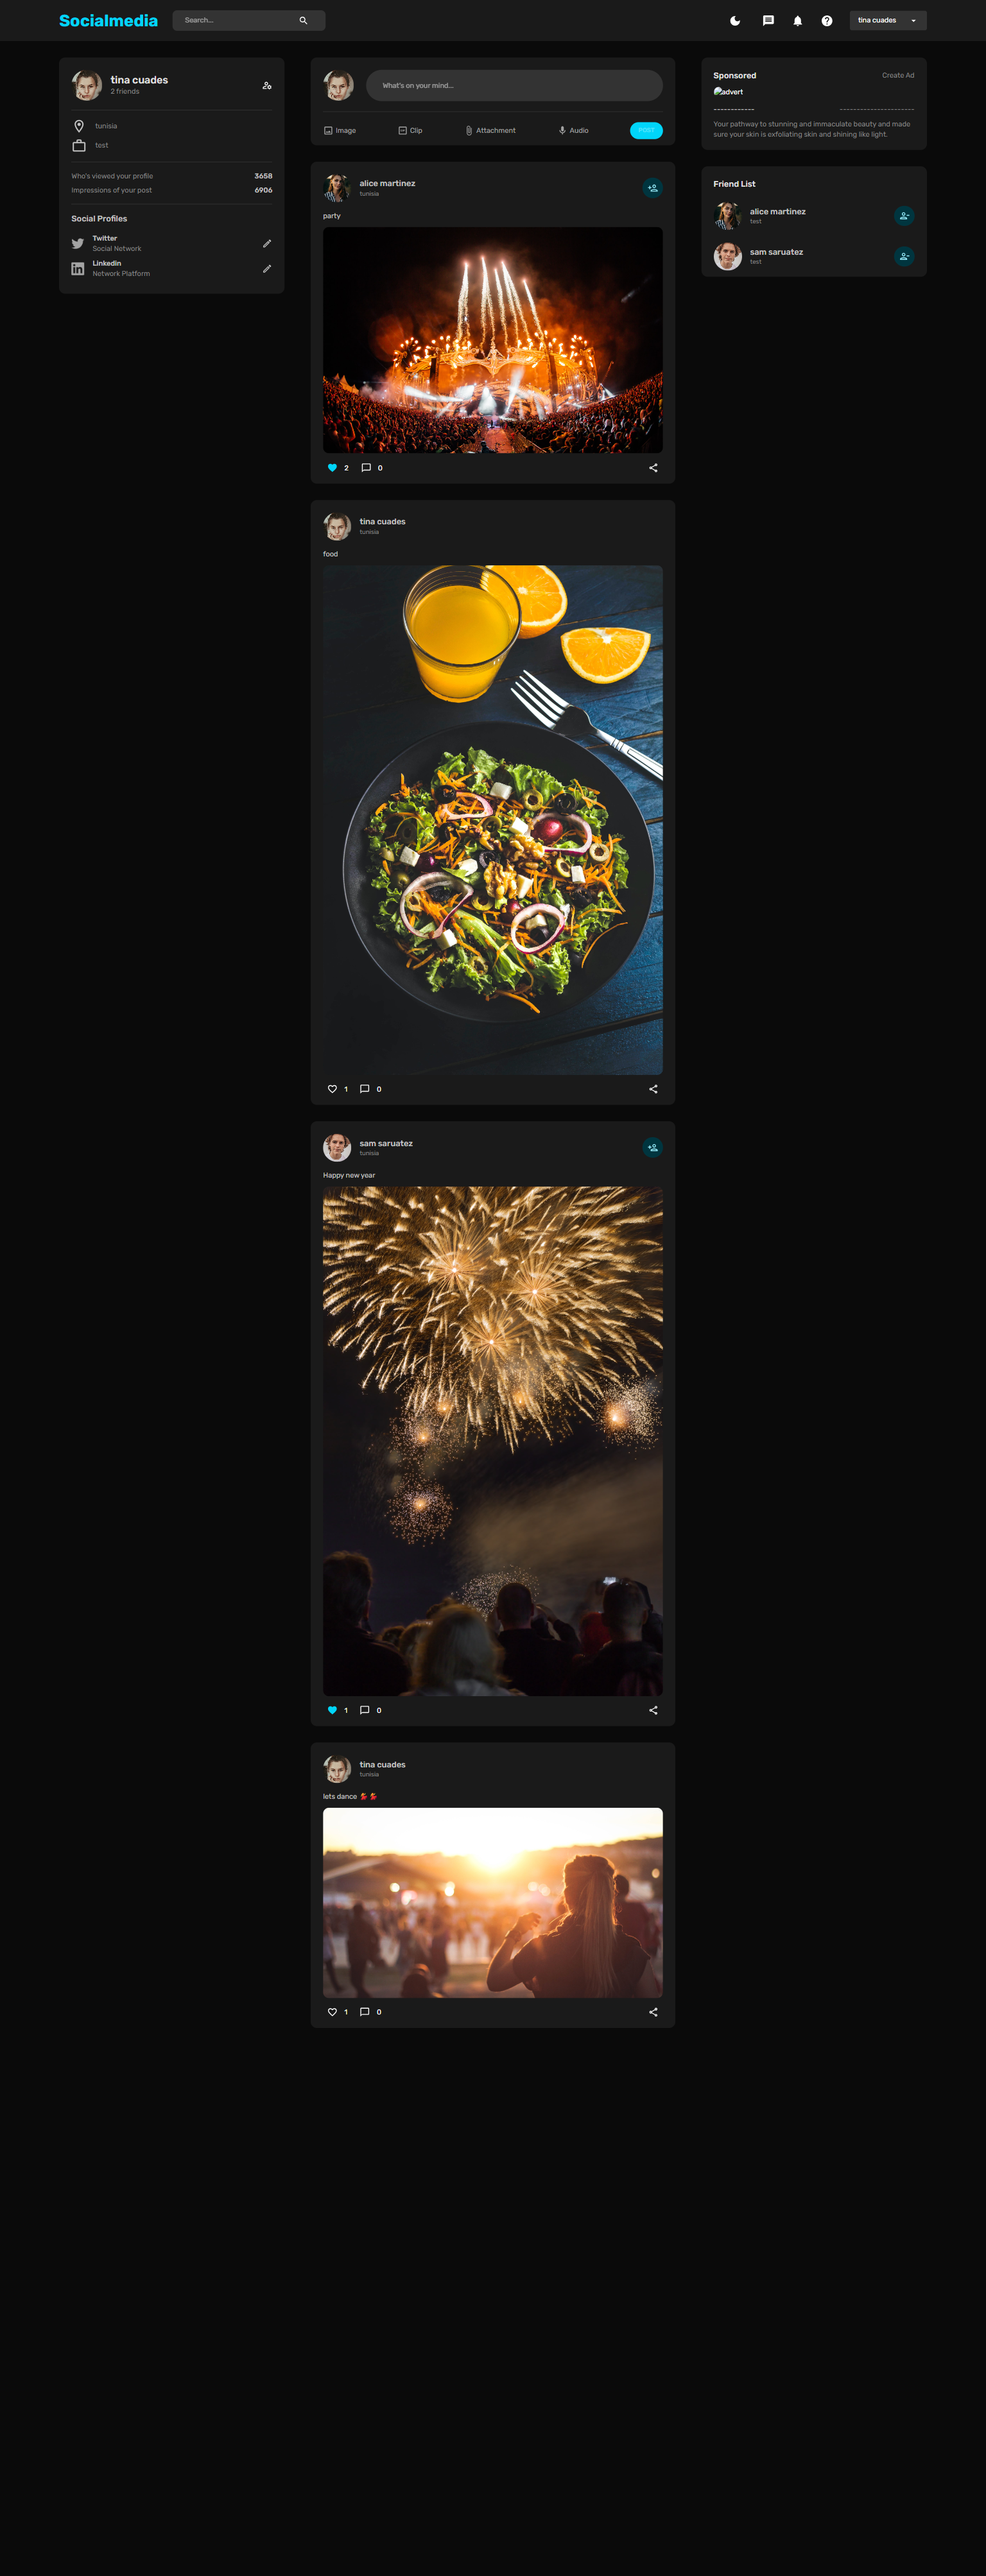 Socialmedia
Search...
tina cuades
tina cuades
2 friends
tunisia
test
Who's viewed your profile 3658
Impressions of your post 6906
Social Profiles
Twitter
Social Network
Linkedin
Network Platform
What's on your mind...
Image Clip Attachment Audio POST
alice martinez
tunisia
party
2 0
tina cuades
tunisia
food
1 0
sam saruatez
tunisia
Happy new year
1 0
tina cuades
tunisia
lets dance 💃💃
1 0
Sponsored Create Ad
advert
Your pathway to stunning and immaculate beauty and made
sure your skin is exfoliating skin and shining like light.
Friend List
alice martinez
test
sam saruatez
test